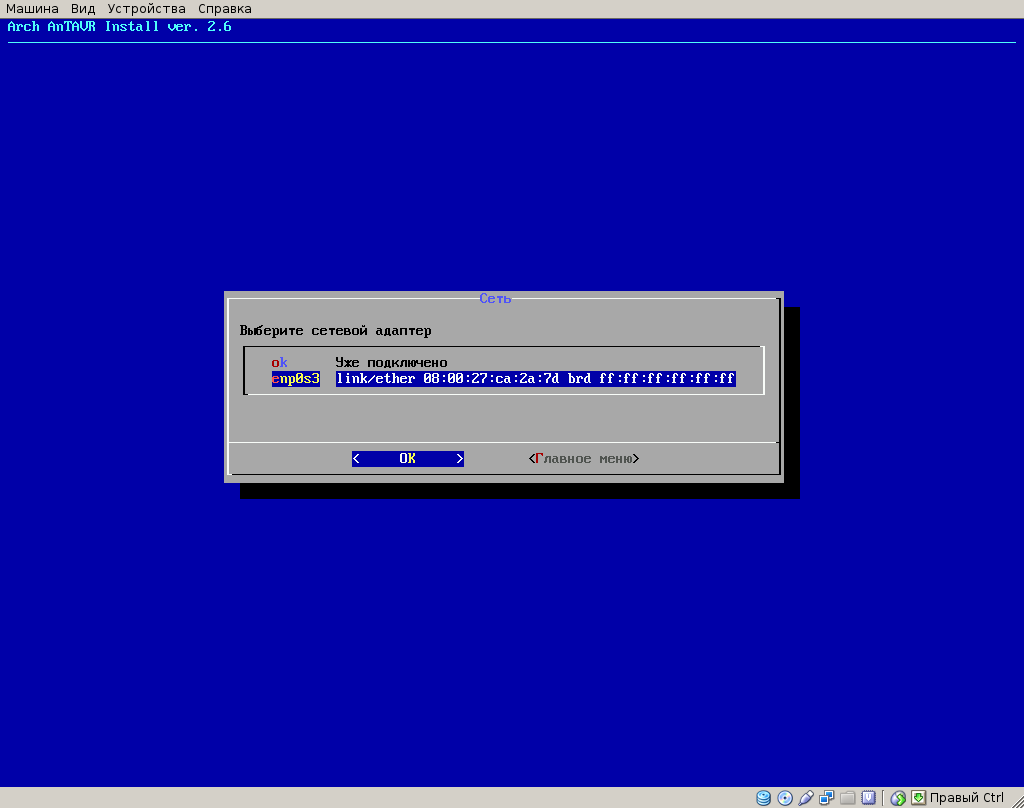 Машина Вид Устройства Справка
Arch AnTAVR Install ver. 2.6
Сеть
Выберите сетевой адаптер
ok Уже подключено
enp0s3 link/ether 08:00:27:ca:2a:7d brd ff:ff:ff:ff:ff:ff
< OK > <Главное меню>
Правый Ctrl